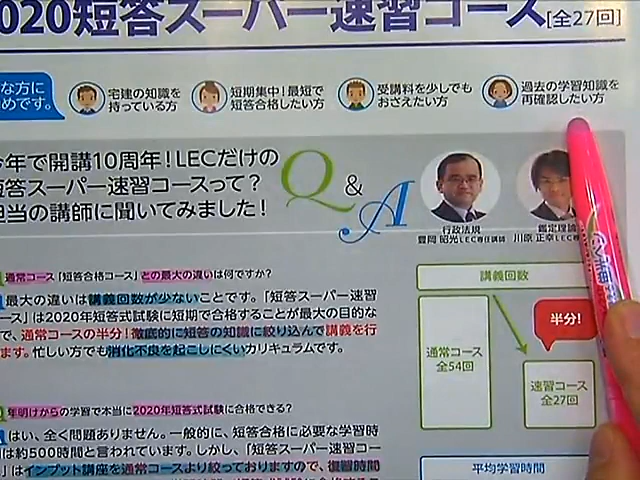 2020短答スーパー速習コース[全27回]
な方に
めです。
宅建の知識を
持っている方
短期集中!最短で
短答合格したい方
受講料を少しでも
おさえたい方
過去の学習知識を
再確認したい方
年で開講10周年!LECだけの
短答スーパー速習コースって?
担当の講師に聞いてみました!
Q & A
行政法規
豊岡 昭光LEC専任講師
鑑定理論
川原 正幸LEC専
通常コース「短答合格コース」との最大の違いは何ですか?
最大の違いは講義回数が少ないことです。「短答スーパー速習
コース」は2020年短答式試験に短期で合格することが最大の目的な
で、通常コースの半分!徹底的に短答の知識に絞り込んで講義を行
ます。忙しい方でも消化不良を起こしにくいカリキュラムです。
年明けからの学習で本当に2020年短答式試験に合格できる?
はい、全く問題ありません。一般的に、短答合格に必要な学習時
は約500時間と言われています。しかし、「短答スーパー速習コー
」はインプット講座を通常コースより絞っておりますので、復習時間
講義回数
通常コース
全54回
半分!
速習コース
全27回
平均学習時間